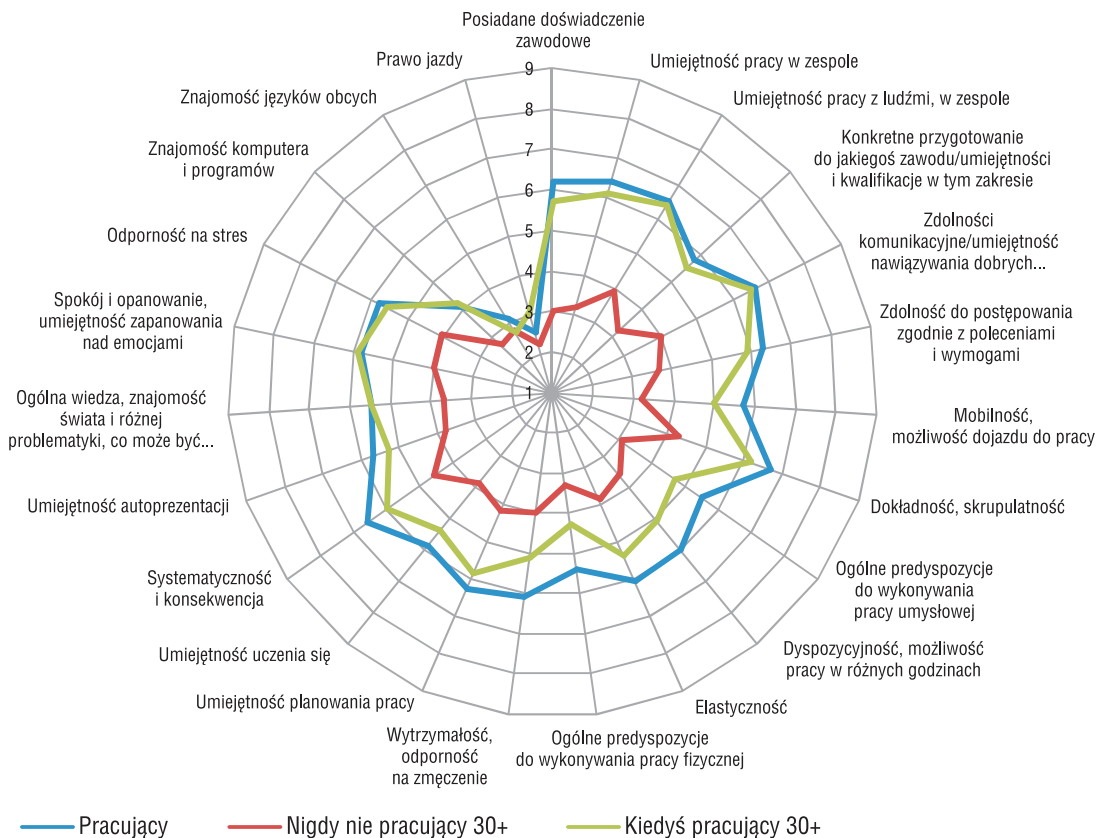 Posiadane doświadczenie
zawodowe
Umiejętność pracy w zespole
Umiejętność pracy z ludźmi, w zespole
Konkretne przygotowanie
do jakiegoś zawodu/umiejętności
i kwalifikacje w tym zakresie
Zdolności
komunikacyjne/umiejętność
nawiązywania dobrych...
Zdolność do postępowania
zgodnie z poleceniami
i wymogami
Mobilność,
możliwość dojazdu do pracy
Dokładność, skrupulatność
Ogólne predyspozycje
do wykonywania
pracy umysłowej
Dyspozycyjność, możliwość
pracy w różnych godzinach
Elastyczność
Ogólne predyspozycje
do wykonywania pracy fizycznej
Wytrzymałość,
odporność
na zmęczenie
Umiejętność planowania pracy
Umiejętność uczenia się
Systematyczność
i konsekwencja
Umiejętność autoprezentacji
Ogólna wiedza, znajomość
świata i różnej
problematyki, co może być...
Spokój i opanowanie,
umiejętność zapanowania
nad emocjami
Odporność na stres
Znajomość komputera
i programów
Znajomość języków obcych
Prawo jazdy
9
8
7
6
5
4
3
2
1
Pracujący
Nigdy nie pracujący 30+
Kiedyś pracujący 30+